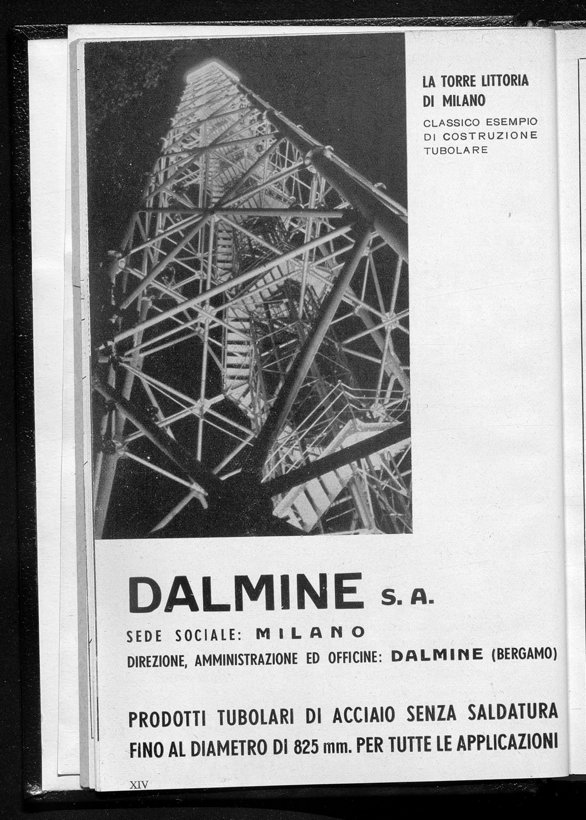 LA TORRE LITTORIA
DI MILANO
CLASSICO ESEMPIO
DI COSTRUZIONE
TUBOLARE
DALMINE S. A.
SEDE SOCIALE: MILANO
DIREZIONE, AMMINISTRAZIONE ED OFFICINE: DALMINE (BERGAMO)
PRODOTTI TUBOLARI DI ACCIAIO SENZA SALDATURA
FINO AL DIAMETRO DI 825 mm. PER TUTTE LE APPLICAZIONI
XIV